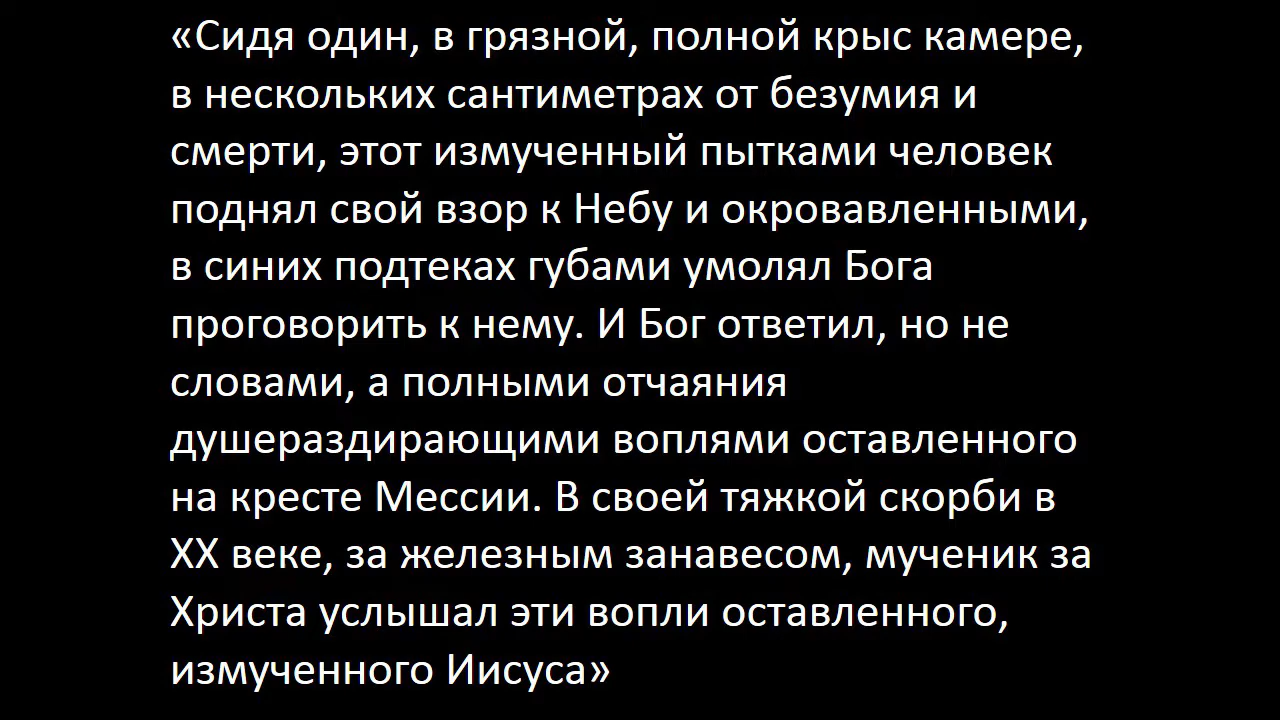 «Сидя один, в грязной, полной крыс камере,
в нескольких сантиметрах от безумия и
смерти, этот измученный пытками человек
поднял свой взор к Небу и окровавленными,
в синих подтеках губами умолял Бога
проговорить к нему. И Бог ответил, но не
словами, а полными отчаяния
душераздирающими воплями оставленного
на кресте Мессии. В своей тяжкой скорби в
XX веке, за железным занавесом, мученик за
Христа услышал эти вопли оставленного,
измученного Иисуса»